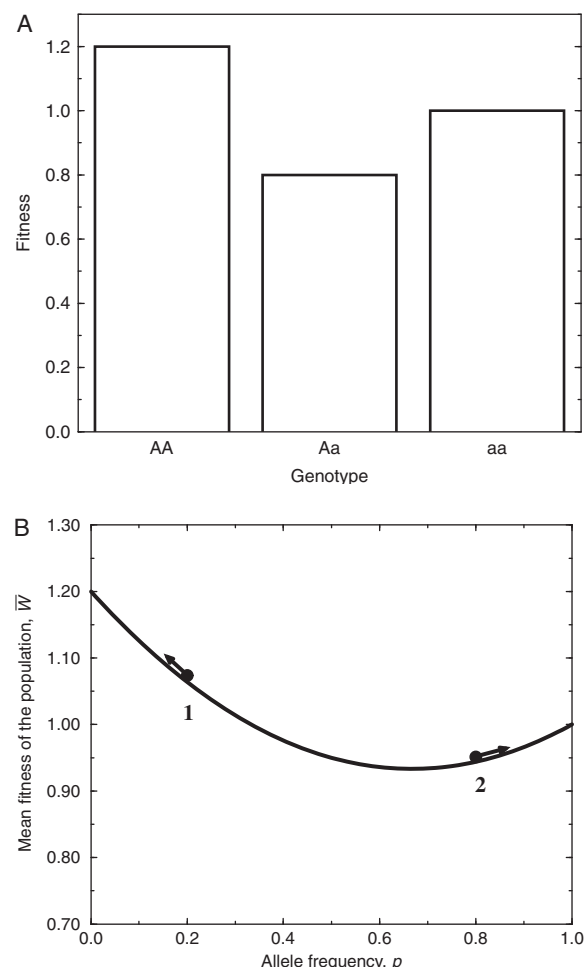 A
1.2
1.0
0.8
0.6
0.4
0.2
0.0
Fitness
AA Aa aa
Genotype
B
1.30
1.20
1.10
1.00
0.90
0.80
0.70
Mean fitness of the population, W̅
1
2
0.0 0.2 0.4 0.6 0.8 1.0
Allele frequency, p